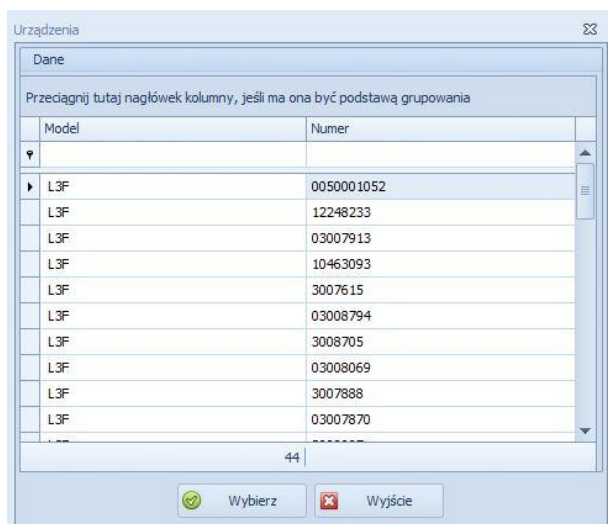 Urządzenia
Dane
Przeciągnij tutaj nagłówek kolumny, jeśli ma ona być podstawą grupowania
Model Numer
L3F 0050001052
L3F 12248233
L3F 03007913
L3F 10463093
L3F 3007615
L3F 03008794
L3F 3008705
L3F 03008069
L3F 3007888
L3F 03007870
44
Wybierz Wyjście